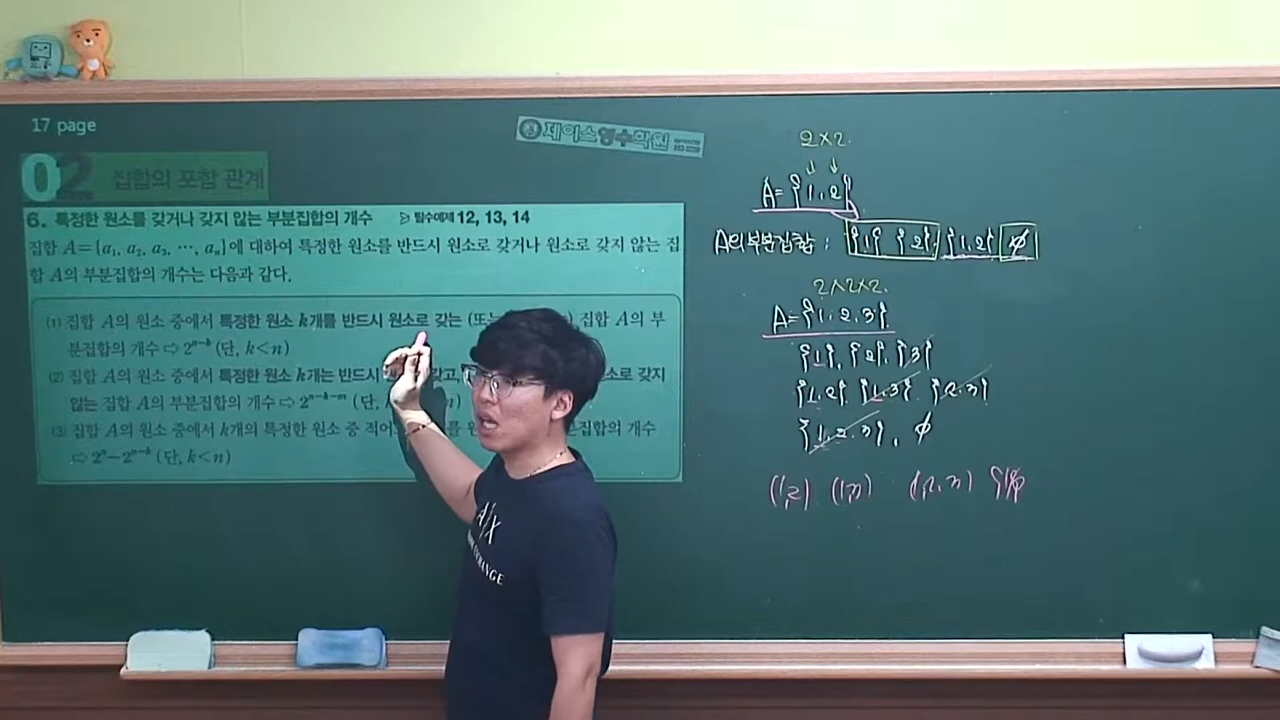 17 page
제이스영수학원
02 집합의 포함 관계
6. 특정한 원소를 갖거나 갖지 않는 부분집합의 개수 ▷ 필수예제 12, 13, 14
집합 A={a₁, a₂, a₃, ⋯, aₙ}에 대하여 특정한 원소를 반드시 원소로 갖거나 원소로 갖지 않는 집
합 A의 부분집합의 개수는 다음과 같다.
(1) 집합 A의 원소 중에서 특정한 원소 k개를 반드시 원소로 갖는 (또는 집합 A의 부
분집합의 개수 ⇨ 2ⁿ⁻ᵏ (단, k<n)
(2) 집합 A의 원소 중에서 특정한 원소 k개는 반드시 갖고, 소로 갖지
않는 집합 A의 부분집합의 개수 ⇨ 2ⁿ⁻ᵏ⁻ᵐ (단, n)
(3) 집합 A의 원소 중에서 k개의 특정한 원소 중 적어 를 원 분집합의 개수
⇨ 2ⁿ-2ⁿ⁻ᵏ (단, k<n)
A/X
CHANGE
2×2.
A={1, 2}
A의 부분집합 : {1} {2}, {1, 2} ∅
2×2×2.
A={1, 2, 3}
{1}, {2}, {3}
{1, 2} {1, 3} {2, 3}
{1, 2, 3}, ∅